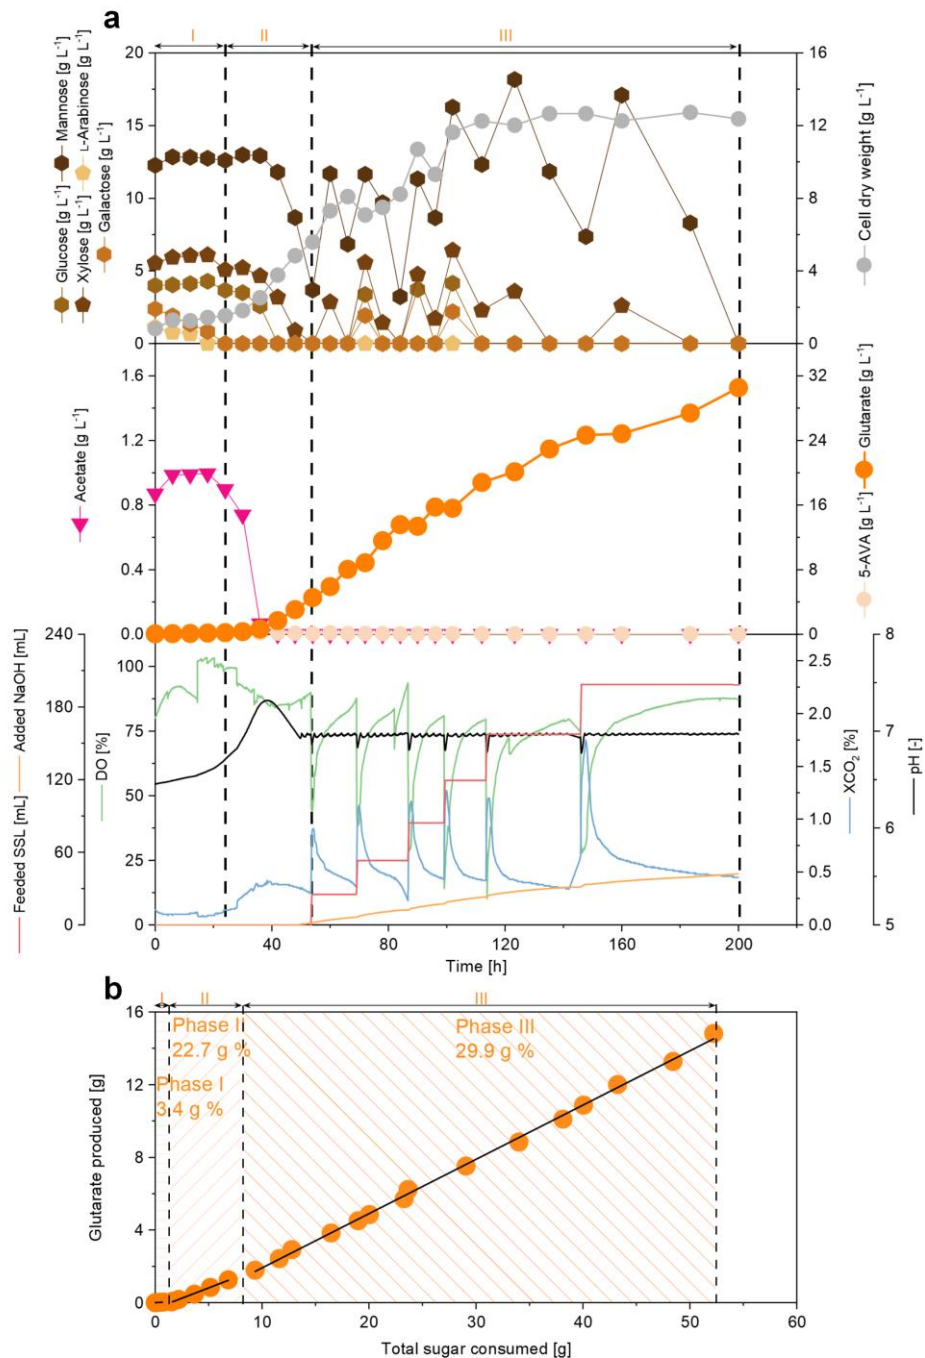 a
I II III
Glucose [g L⁻¹] Mannose [g L⁻¹]
Xylose [g L⁻¹] L-Arabinose [g L⁻¹]
Galactose [g L⁻¹]
20
15
10
5
0
16
12
8
4
0
Cell dry weight [g L⁻¹]
Acetate [g L⁻¹]
1.6
1.2
0.8
0.4
0.0
32
24
16
8
0
5-AVA [g L⁻¹] Glutarate [g L⁻¹]
Feeded SSL [mL] Added NaOH [mL]
240
180
120
60
0
DO [%]
100
75
50
25
0
2.5
2.0
1.5
1.0
0.5
0.0
XCO₂ [%]
8
7
6
5
pH [-]
0 40 80 120 160 200
Time [h]
b
I II III
Phase II
22.7 g %
Phase III
29.9 g %
Phase I
3.4 g %
Glutarate produced [g]
16
12
8
4
0
0 10 20 30 40 50 60
Total sugar consumed [g]